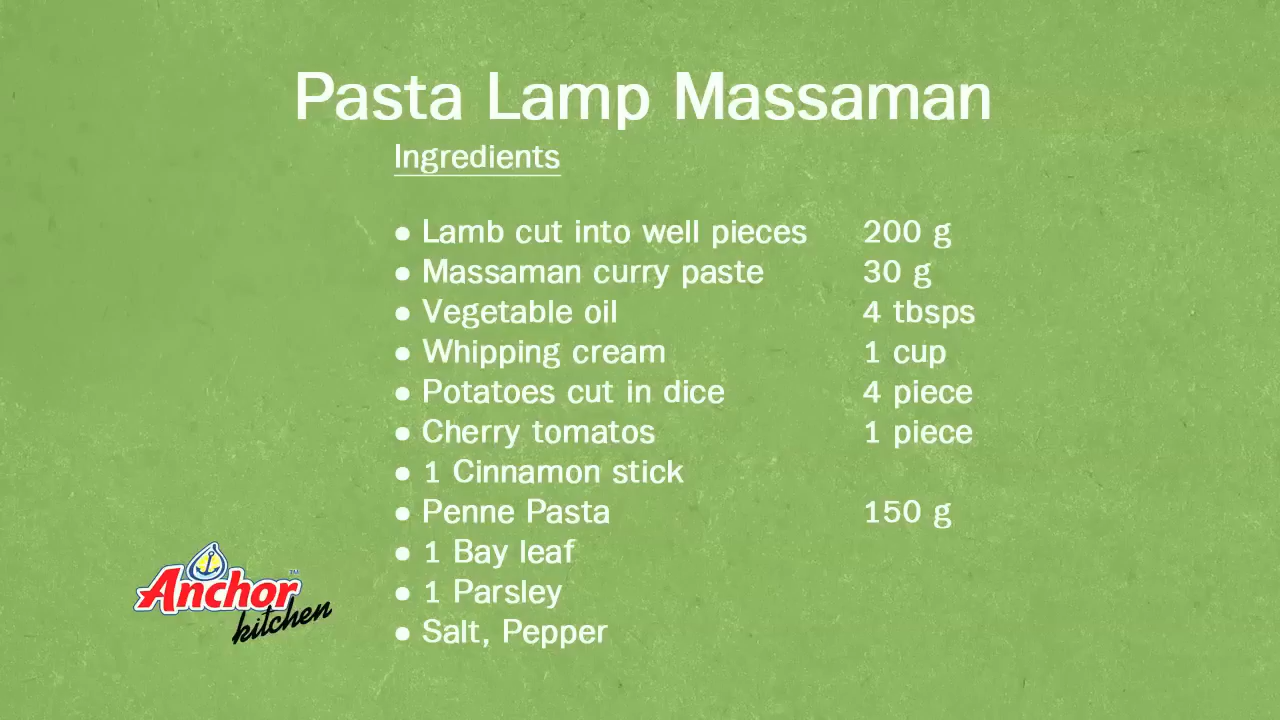 Pasta Lamp Massaman
Ingredients
• Lamb cut into well pieces 200 g
• Massaman curry paste 30 g
• Vegetable oil 4 tbsps
• Whipping cream 1 cup
• Potatoes cut in dice 4 piece
• Cherry tomatos 1 piece
• 1 Cinnamon stick
• Penne Pasta 150 g
• 1 Bay leaf
• 1 Parsley
• Salt, Pepper
Anchor™
kitchen